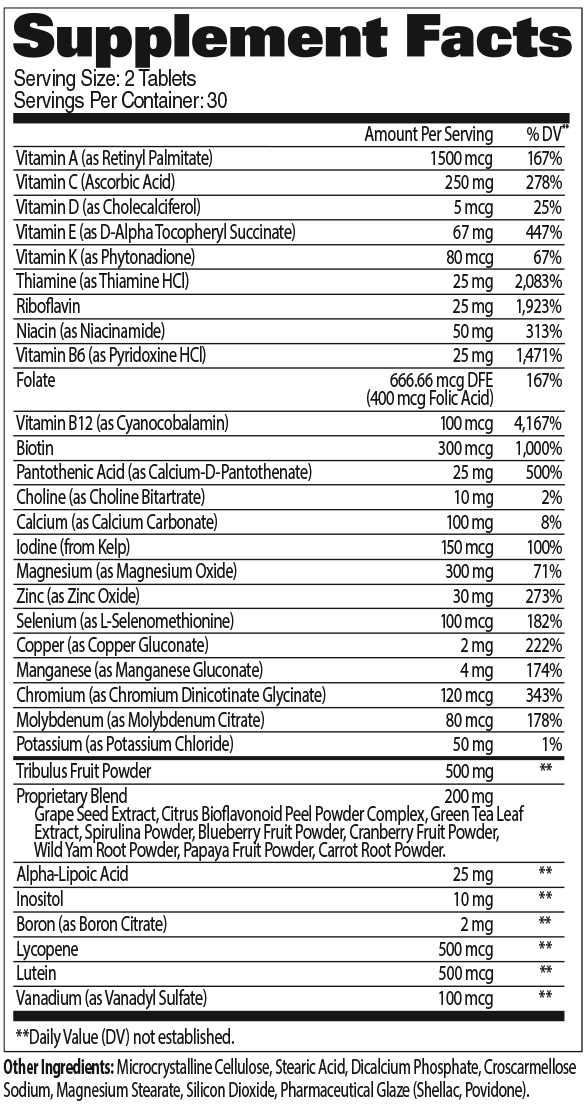 Supplement Facts
Serving Size: 2 Tablets
Servings Per Container: 30
Amount Per Serving % DV**
Vitamin A (as Retinyl Palmitate) 1500 mcg 167%
Vitamin C (Ascorbic Acid) 250 mg 278%
Vitamin D (as Cholecalciferol) 5 mcg 25%
Vitamin E (as D-Alpha Tocopheryl Succinate) 67 mg 447%
Vitamin K (as Phytonadione) 80 mcg 67%
Thiamine (as Thiamine HCl) 25 mg 2,083%
Riboflavin 25 mg 1,923%
Niacin (as Niacinamide) 50 mg 313%
Vitamin B6 (as Pyridoxine HCl) 25 mg 1,471%
Folate 666.66 mcg DFE 167%
(400 mcg Folic Acid)
Vitamin B12 (as Cyanocobalamin) 100 mcg 4,167%
Biotin 300 mcg 1,000%
Pantothenic Acid (as Calcium-D-Pantothenate) 25 mg 500%
Choline (as Choline Bitartrate) 10 mg 2%
Calcium (as Calcium Carbonate) 100 mg 8%
Iodine (from Kelp) 150 mcg 100%
Magnesium (as Magnesium Oxide) 300 mg 71%
Zinc (as Zinc Oxide) 30 mg 273%
Selenium (as L-Selenomethionine) 100 mcg 182%
Copper (as Copper Gluconate) 2 mg 222%
Manganese (as Manganese Gluconate) 4 mg 174%
Chromium (as Chromium Dinicotinate Glycinate) 120 mcg 343%
Molybdenum (as Molybdenum Citrate) 80 mcg 178%
Potassium (as Potassium Chloride) 50 mg 1%
Tribulus Fruit Powder 500 mg **
Proprietary Blend 200 mg
Grape Seed Extract, Citrus Bioflavonoid Peel Powder Complex, Green Tea Leaf
Extract, Spirulina Powder, Blueberry Fruit Powder, Cranberry Fruit Powder,
Wild Yam Root Powder, Papaya Fruit Powder, Carrot Root Powder.
Alpha-Lipoic Acid 25 mg **
Inositol 10 mg **
Boron (as Boron Citrate) 2 mg **
Lycopene 500 mcg **
Lutein 500 mcg **
Vanadium (as Vanadyl Sulfate) 100 mcg **
**Daily Value (DV) not established.
Other Ingredients: Microcrystalline Cellulose, Stearic Acid, Dicalcium Phosphate, Croscarmellose
Sodium, Magnesium Stearate, Silicon Dioxide, Pharmaceutical Glaze (Shellac, Povidone).